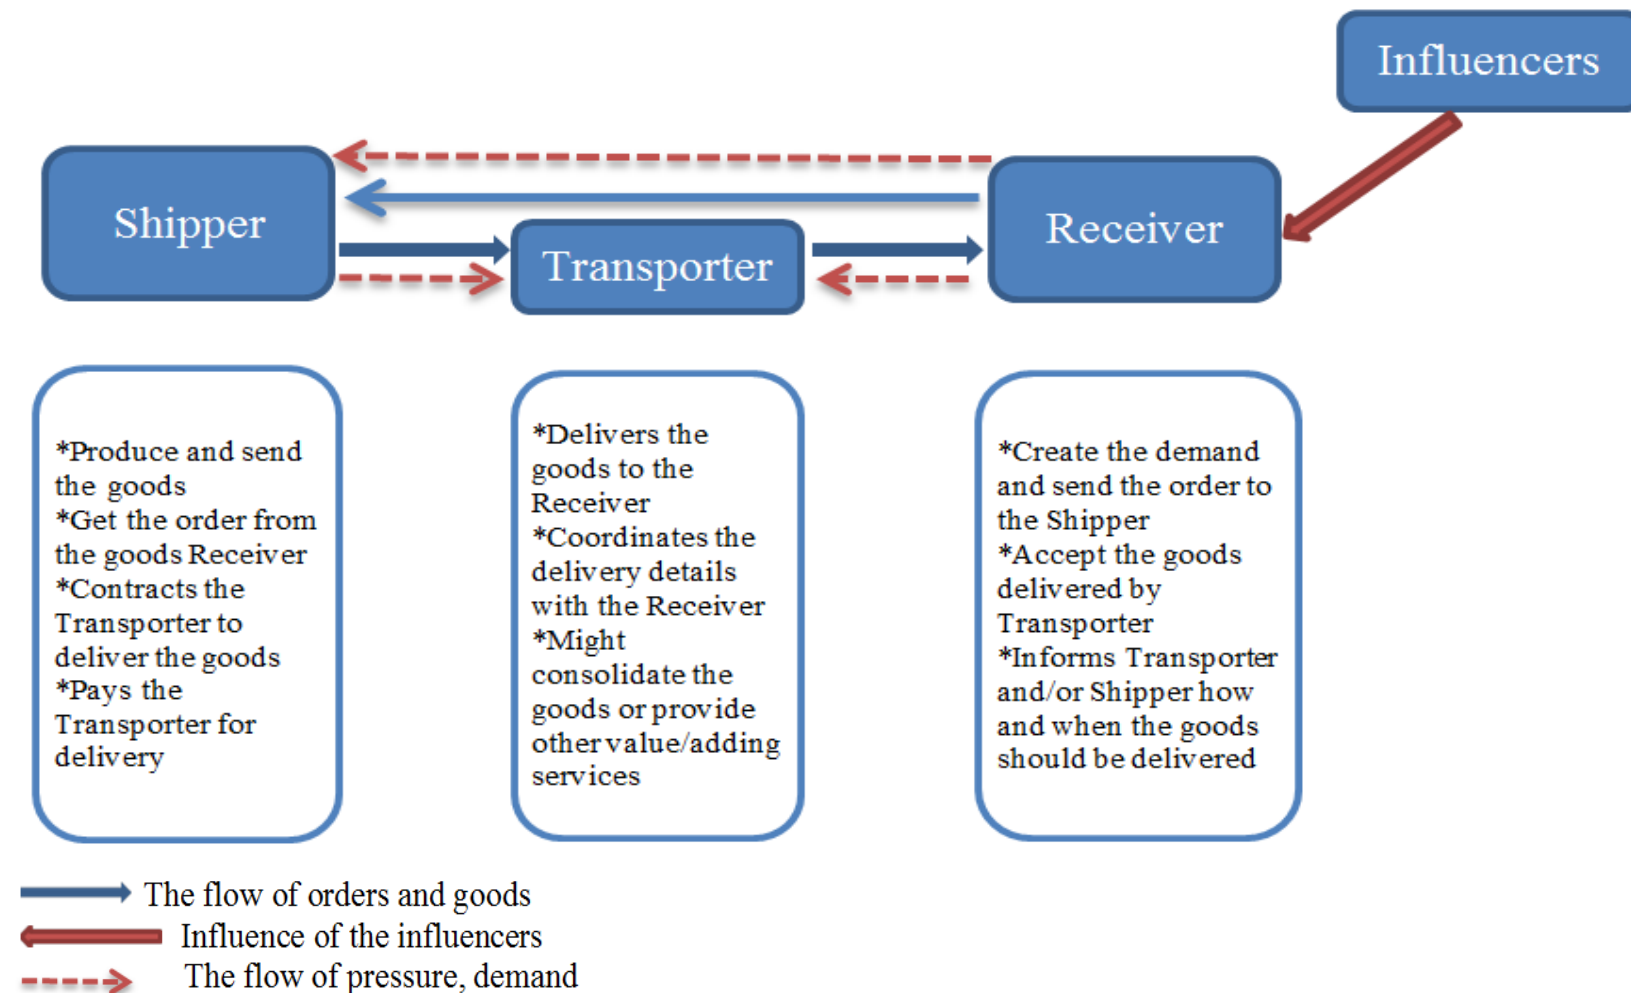 Influencers
Shipper
Transporter
Receiver
*Produce and send
the goods
*Get the order from
the goods Receiver
*Contracts the
Transporter to
deliver the goods
*Pays the
Transporter for
delivery
*Delivers the
goods to the
Receiver
*Coordinates the
delivery details
with the Receiver
*Might
consolidate the
goods or provide
other value/adding
services
*Create the demand
and send the order to
the Shipper
*Accept the goods
delivered by
Transporter
*Informs Transporter
and/or Shipper how
and when the goods
should be delivered
The flow of orders and goods
Influence of the influencers
The flow of pressure, demand